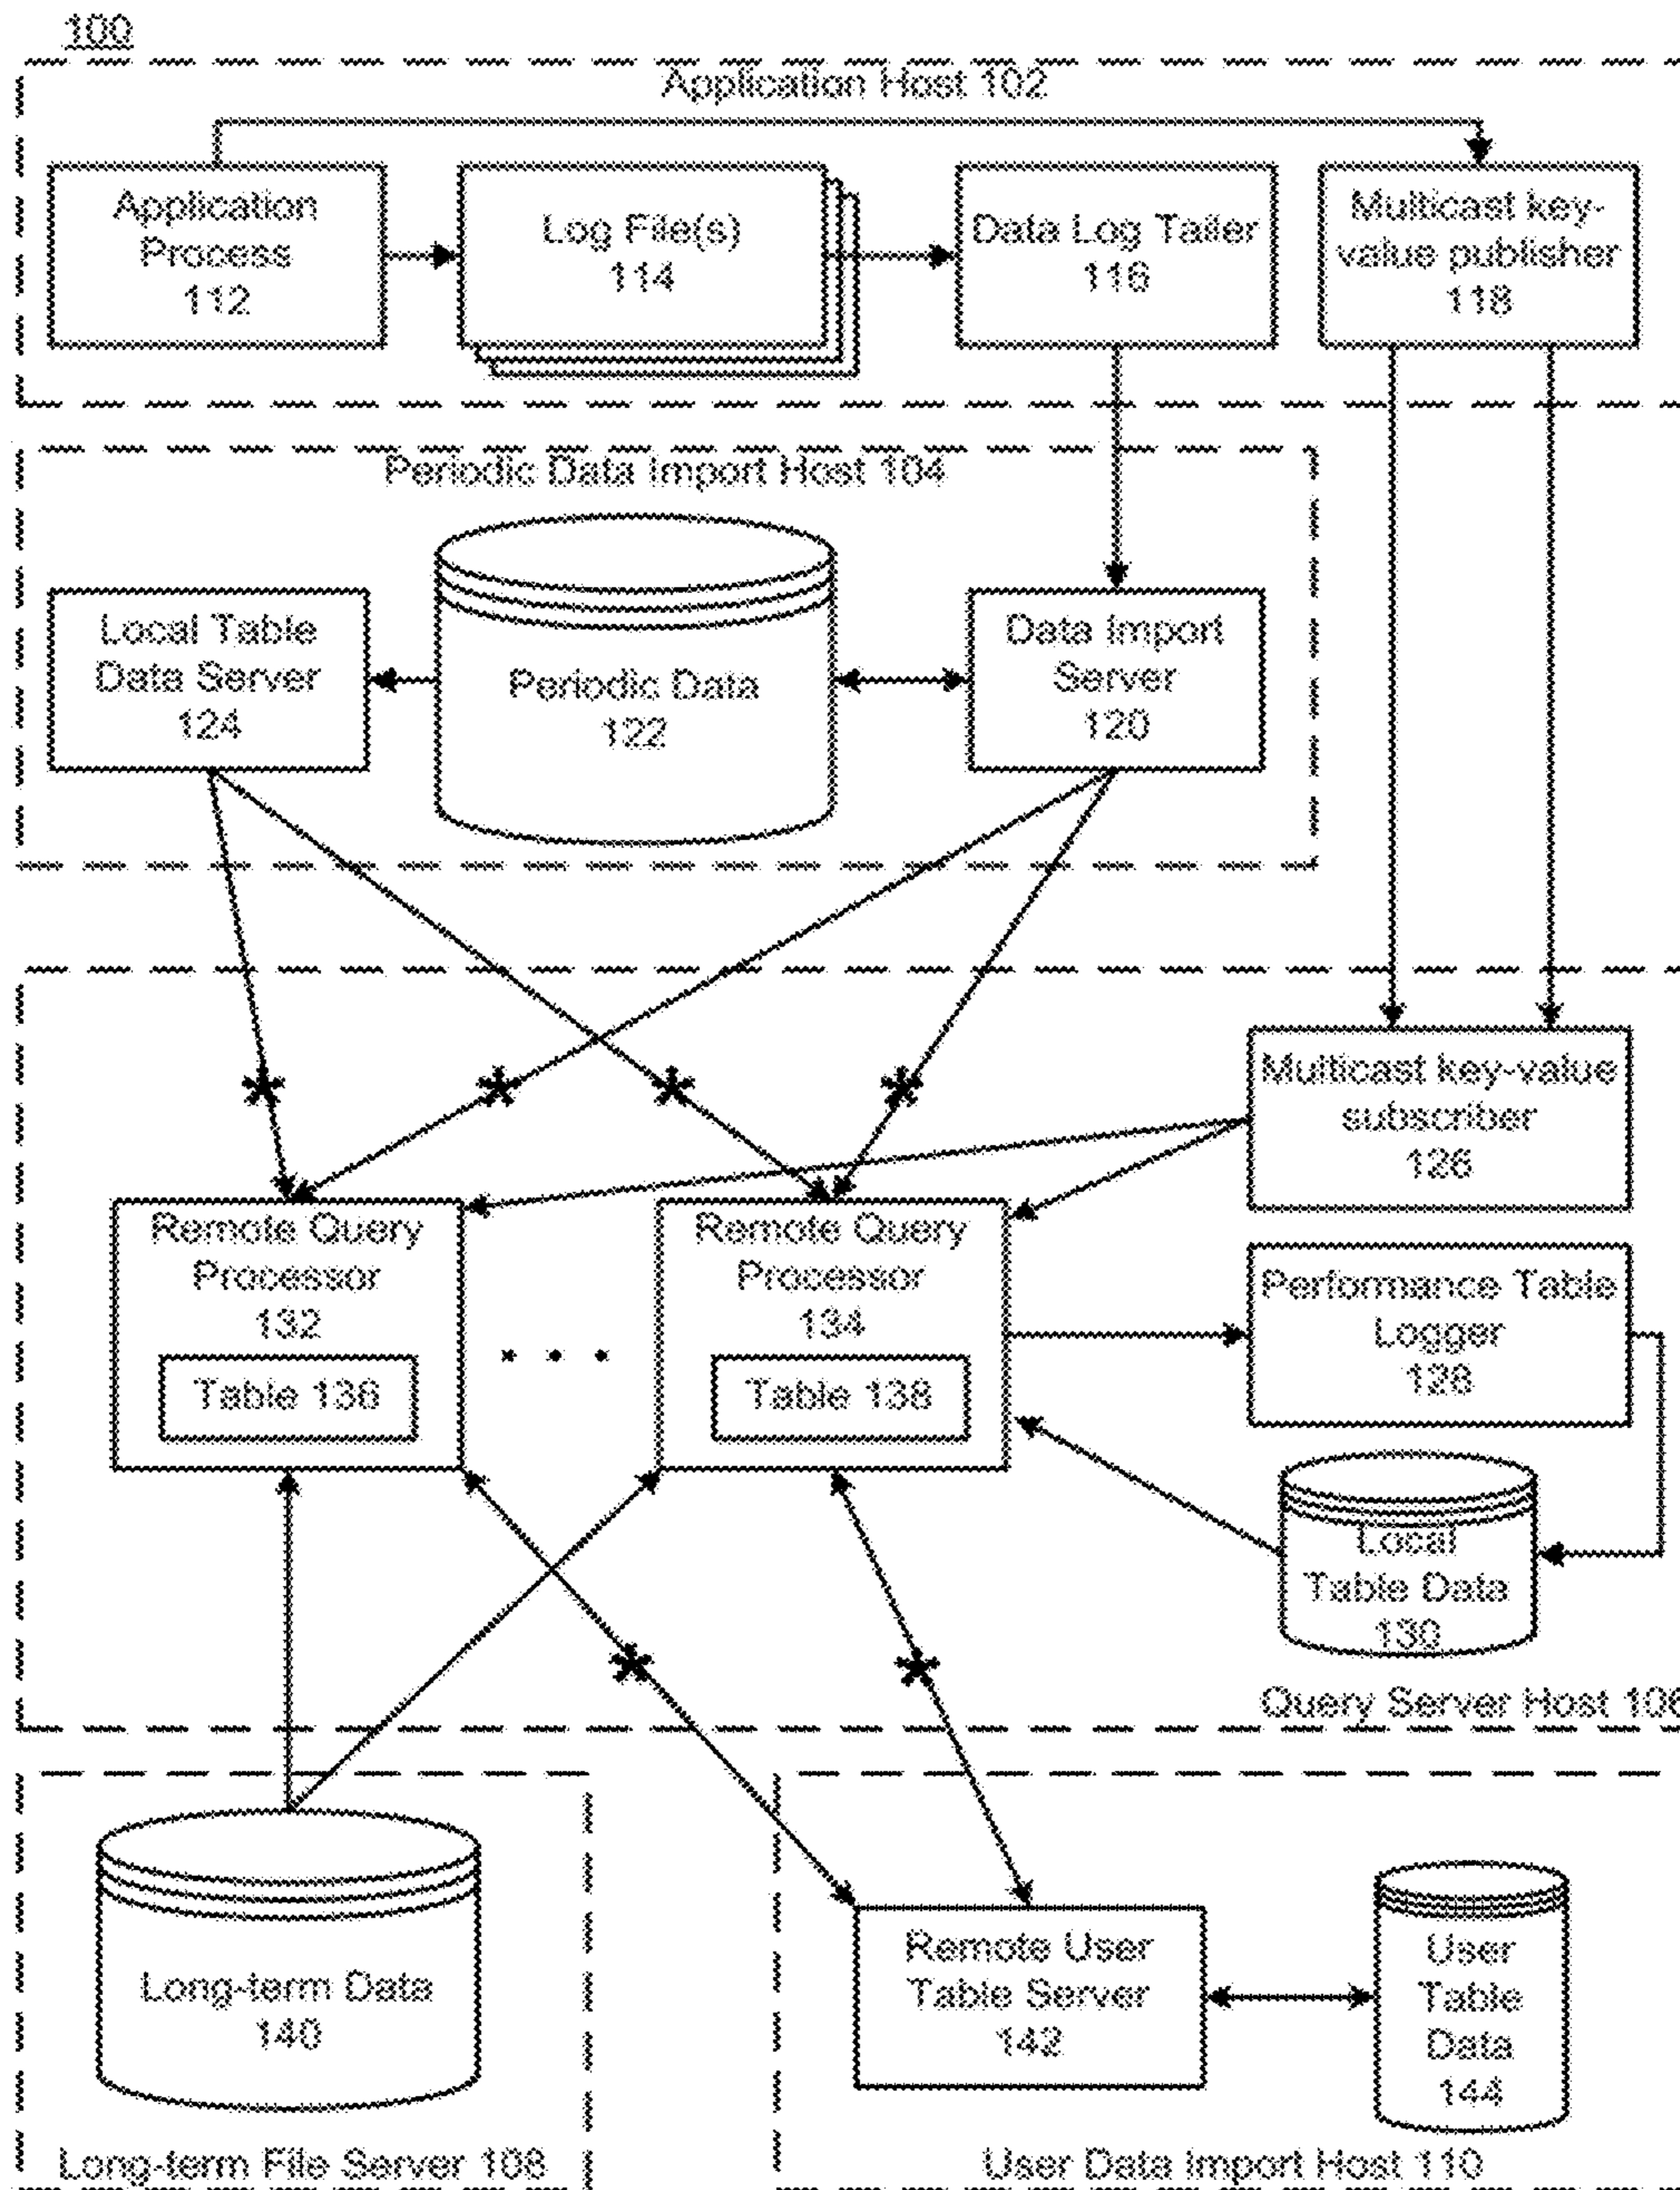 100
Application Host 102
Application
Process
112
Log File(s)
114
Data Log Tailer
116
Multicast key-
value publisher
118
Periodic Data Import Host 104
Local Table
Data Server
124
Periodic Data
122
Data Import
Server
120
Multicast key-value
subscriber
126
Remote Query
Processor
132
Table 136
Remote Query
Processor
134
Table 138
Performance Table
Logger
128
Local
Table Data
130
Query Server Host 106
Long-term Data
140
Long-term File Server 108
Remote User
Table Server
142
User
Table
Data
144
User Data Import Host 110